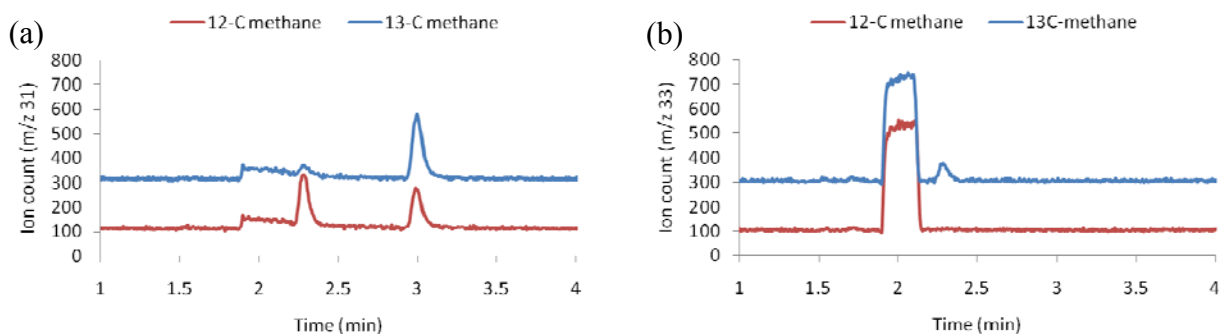 (a)
12-C methane 13-C methane
Ion count (m/z 31)
800
700
600
500
400
300
200
100
0
1 1.5 2 2.5 3 3.5 4
Time (min)
(b)
12-C methane 13C-methane
Ion count (m/z 33)
800
700
600
500
400
300
200
100
0
1 1.5 2 2.5 3 3.5 4
Time (min)